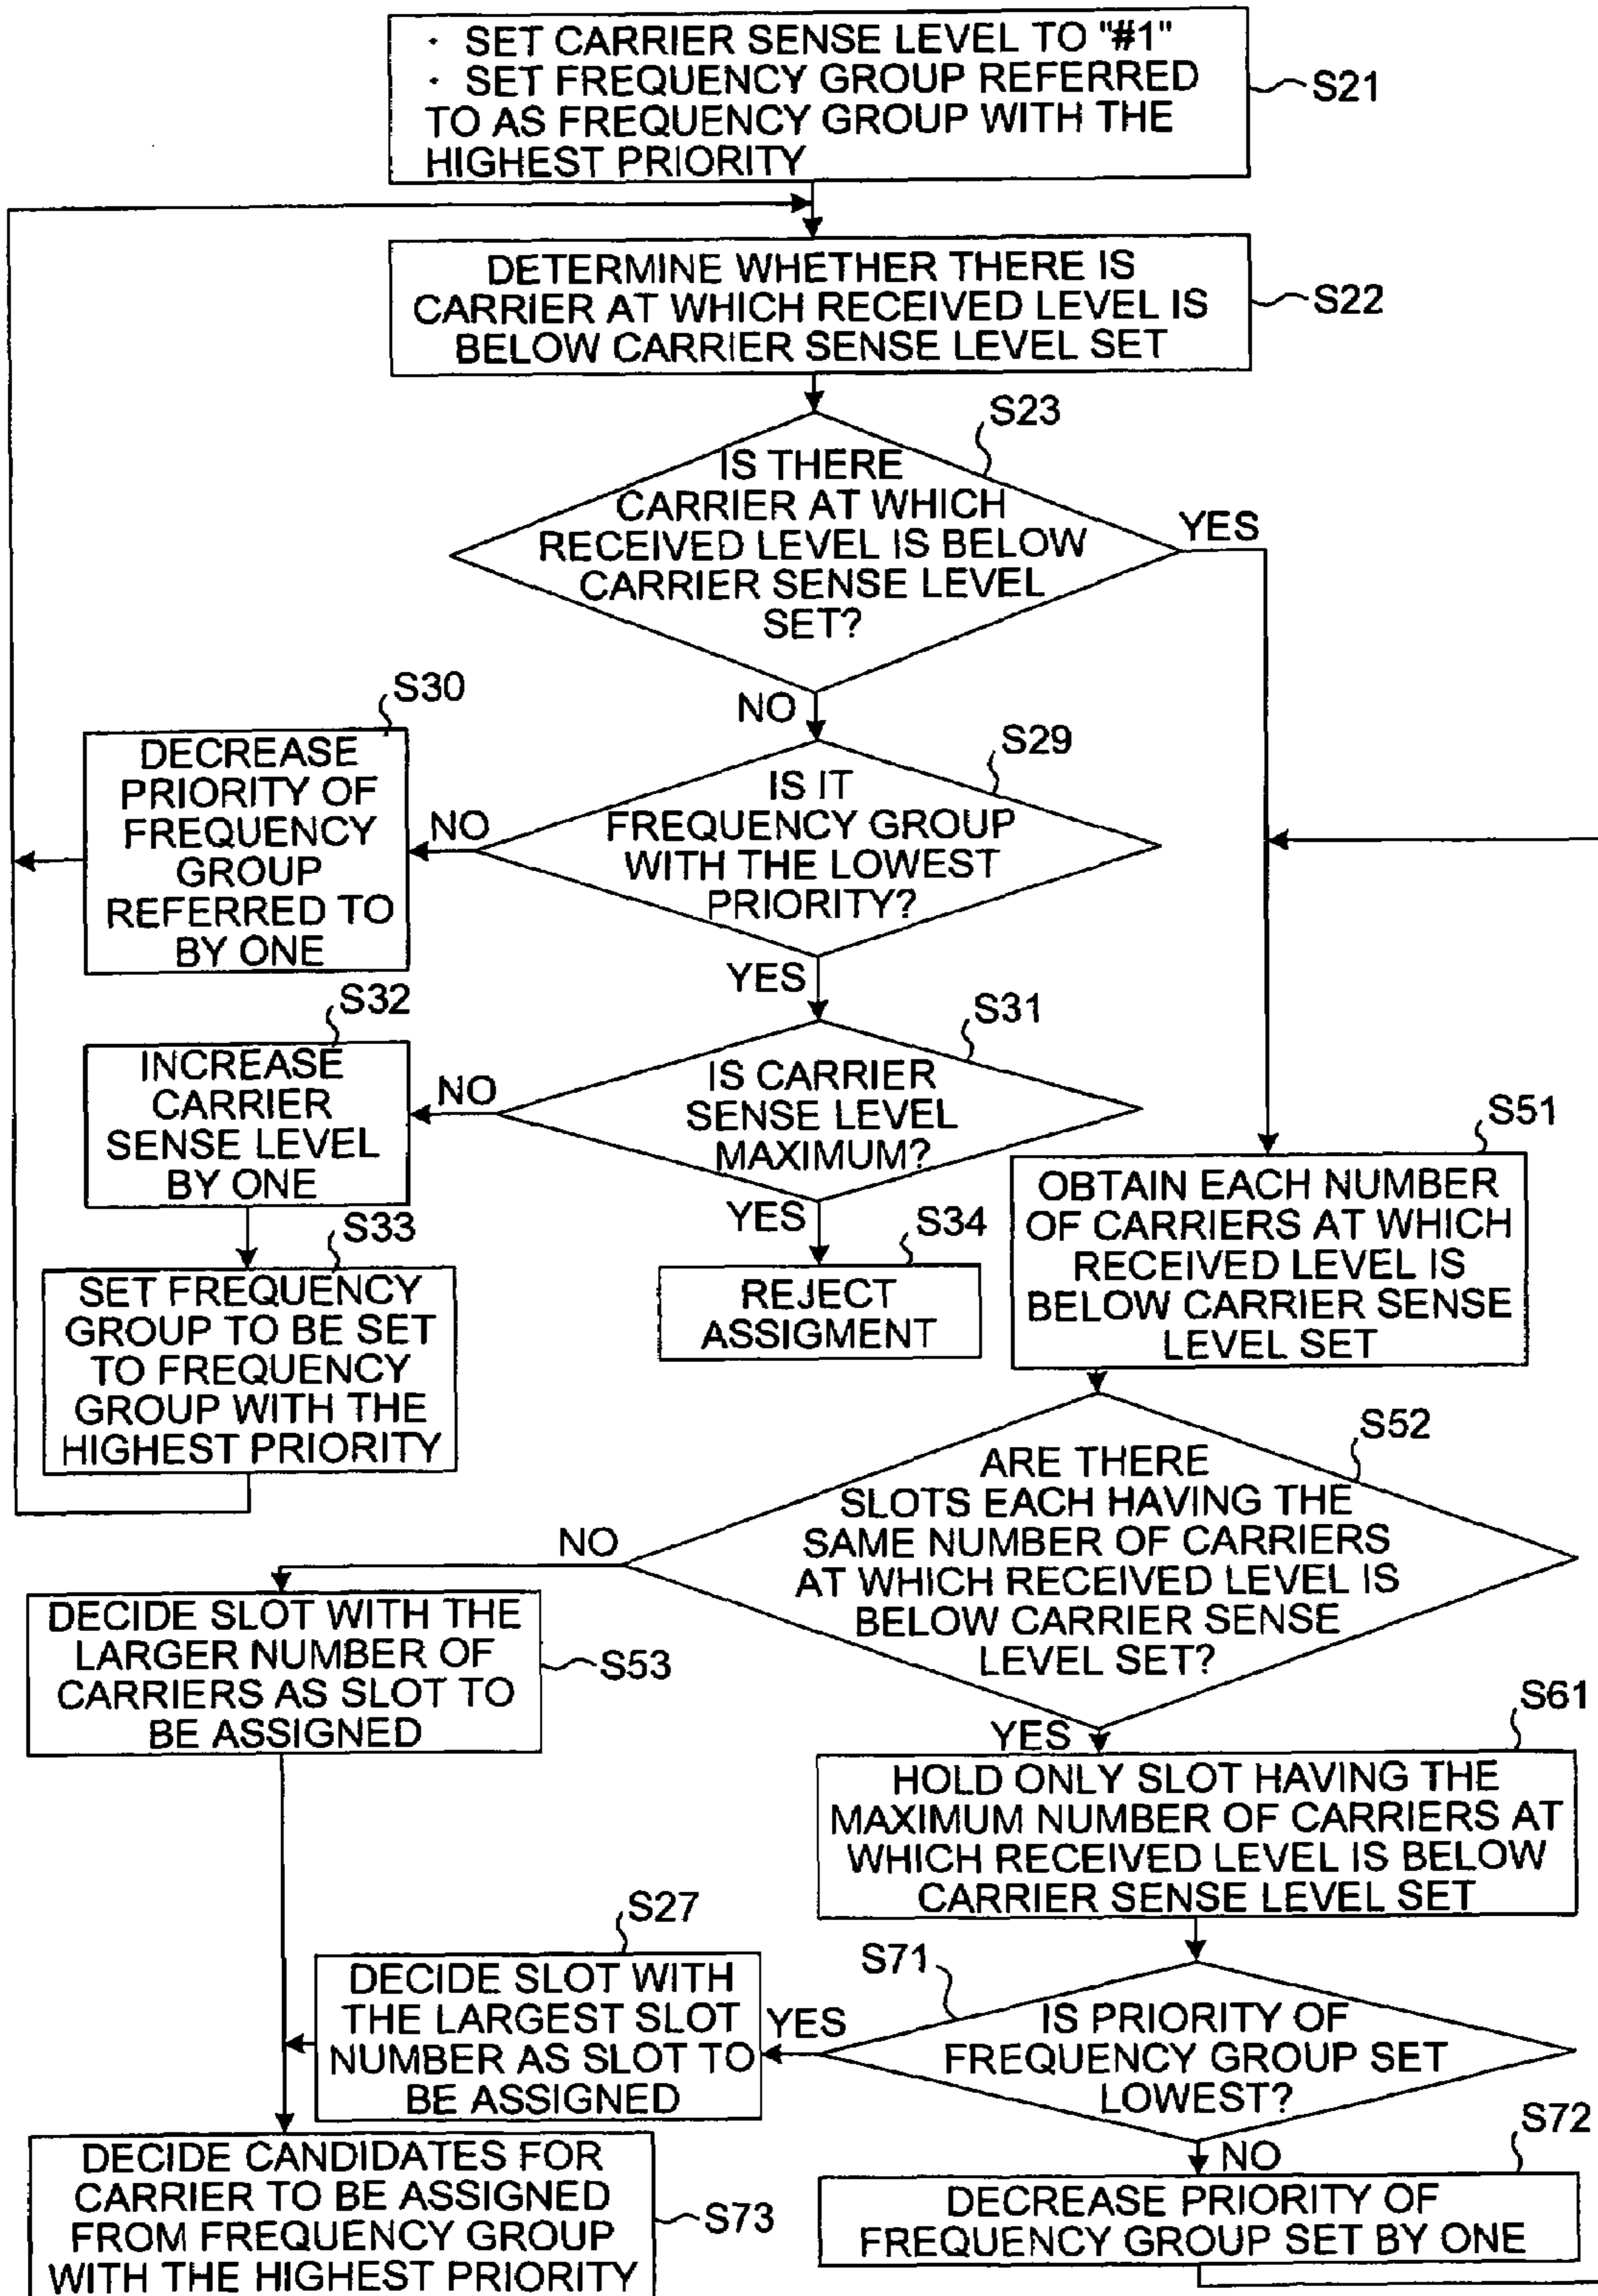 · SET CARRIER SENSE LEVEL TO "#1"
· SET FREQUENCY GROUP REFERRED
TO AS FREQUENCY GROUP WITH THE
HIGHEST PRIORITY
S21
DETERMINE WHETHER THERE IS
CARRIER AT WHICH RECEIVED LEVEL IS
BELOW CARRIER SENSE LEVEL SET
S22
S23
IS THERE
CARRIER AT WHICH
RECEIVED LEVEL IS BELOW
CARRIER SENSE LEVEL
SET?
YES
NO
S30
DECREASE
PRIORITY OF
FREQUENCY
GROUP
REFERRED TO
BY ONE
NO
S29
IS IT
FREQUENCY GROUP
WITH THE LOWEST
PRIORITY?
YES
S32
INCREASE
CARRIER
SENSE LEVEL
BY ONE
NO
S31
IS CARRIER
SENSE LEVEL
MAXIMUM?
YES
S33
SET FREQUENCY
GROUP TO BE SET
TO FREQUENCY
GROUP WITH THE
HIGHEST PRIORITY
S34
REJECT
ASSIGMENT
S51
OBTAIN EACH NUMBER
OF CARRIERS AT WHICH
RECEIVED LEVEL IS
BELOW CARRIER SENSE
LEVEL SET
S52
ARE THERE
SLOTS EACH HAVING THE
SAME NUMBER OF CARRIERS
AT WHICH RECEIVED LEVEL IS
BELOW CARRIER SENSE
LEVEL SET?
NO
YES
DECIDE SLOT WITH THE
LARGER NUMBER OF
CARRIERS AS SLOT TO
BE ASSIGNED
S53
S61
HOLD ONLY SLOT HAVING THE
MAXIMUM NUMBER OF CARRIERS AT
WHICH RECEIVED LEVEL IS BELOW
CARRIER SENSE LEVEL SET
S27
DECIDE SLOT WITH
THE LARGEST SLOT
NUMBER AS SLOT TO
BE ASSIGNED
YES
S71
IS PRIORITY OF
FREQUENCY GROUP SET
LOWEST?
NO
S72
DECREASE PRIORITY OF
FREQUENCY GROUP SET BY ONE
DECIDE CANDIDATES FOR
CARRIER TO BE ASSIGNED
FROM FREQUENCY GROUP
WITH THE HIGHEST PRIORITY
S73